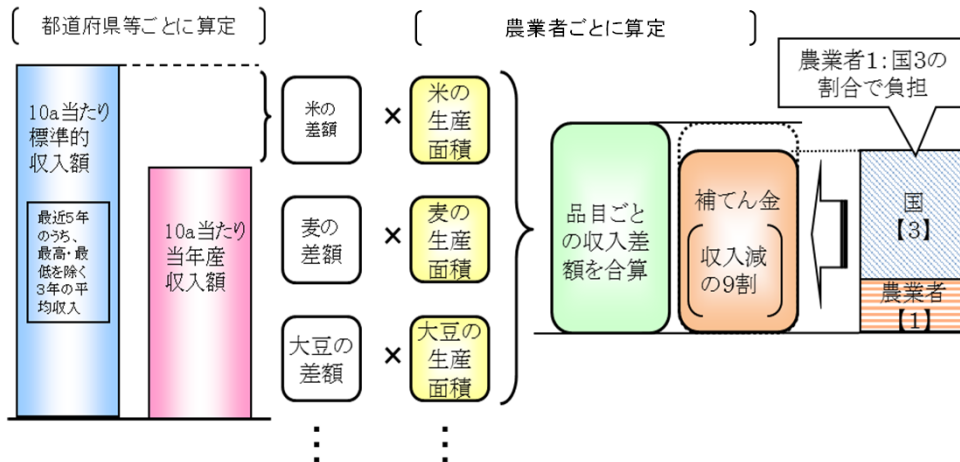 都道府県等ごとに算定
農業者ごとに算定
10a当たり
標準的
収入額
最近5年
のうち、
最高・最
低を除く
3年の平
均収入
10a当たり
当年産
収入額
米の
差額
×
米の
生産
面積
麦の
差額
×
麦の
生産
面積
大豆の
差額
×
大豆の
生産
面積
品目ごと
の収入差
額を合算
補てん金
収入減
の9割
農業者1:国3の
割合で負担
国
【3】
農業者
【1】